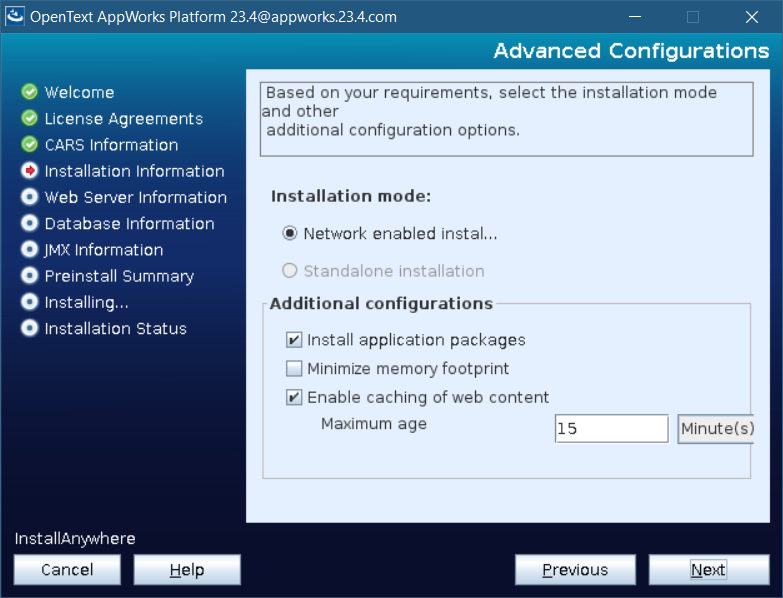 OpenText AppWorks Platform 23.4@appworks.23.4.com
Advanced Configurations
Welcome
License Agreements
CARS Information
Installation Information
Web Server Information
Database Information
JMX Information
Preinstall Summary
Installing...
Installation Status
Based on your requirements, select the installation mode
and other
additional configuration options.
Installation mode:
Network enabled instal...
Standalone installation
Additional configurations
Install application packages
Minimize memory footprint
Enable caching of web content
Maximum age
15
Minute(s)
InstallAnywhere
Cancel
Help
Previous
Next